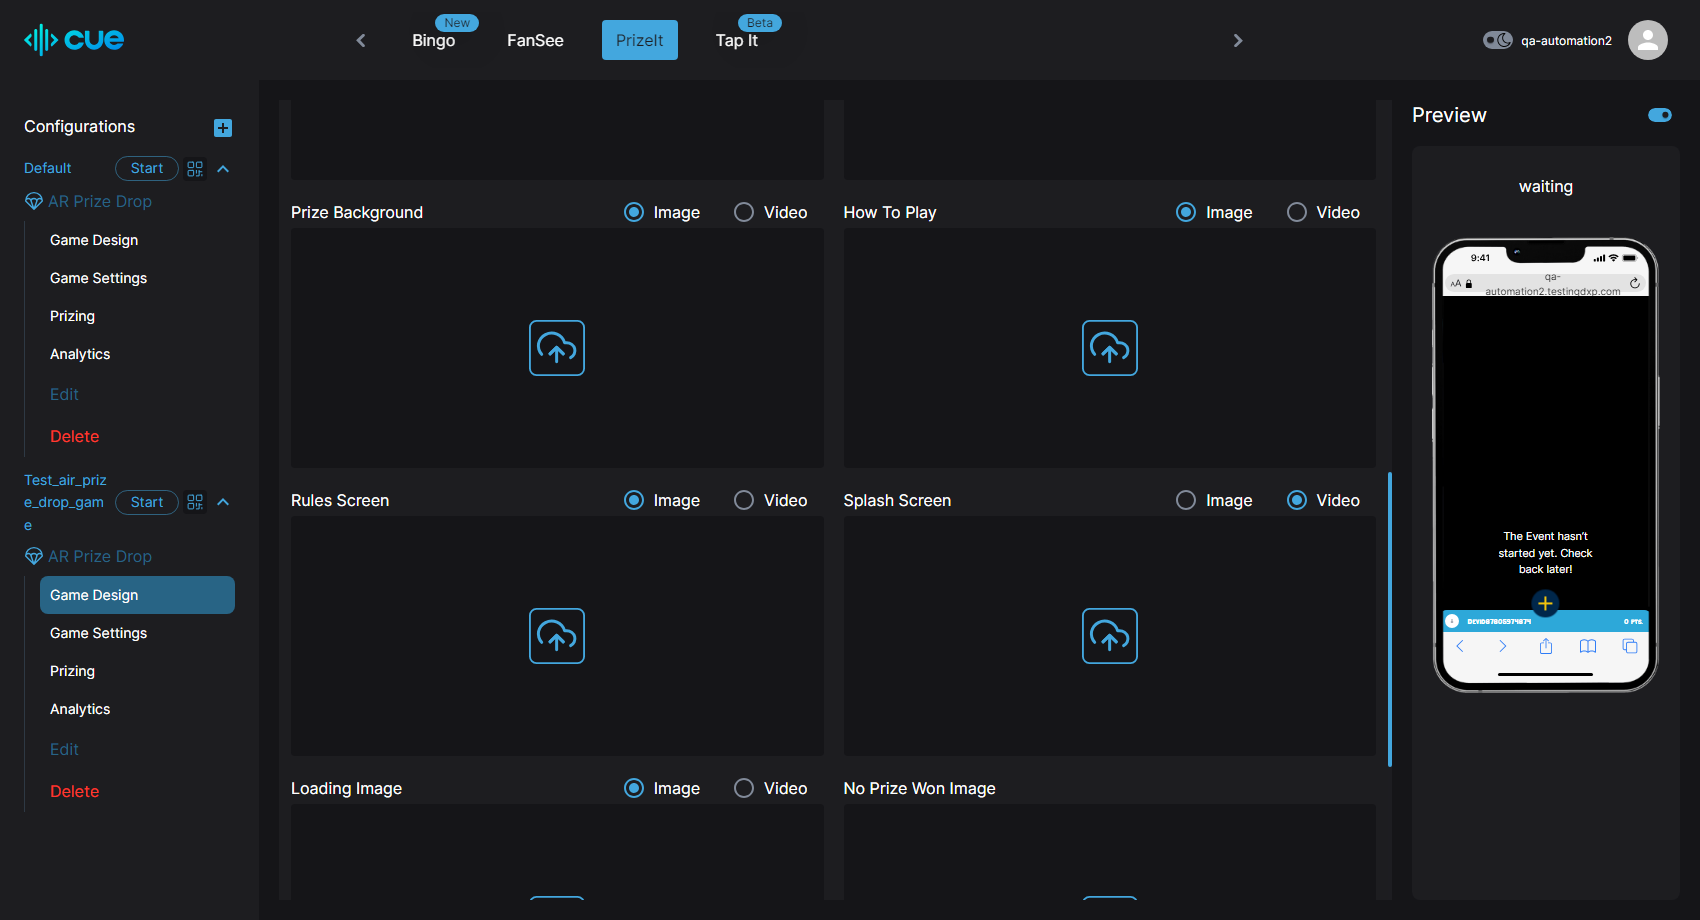 cue
New
Bingo
FanSee
PrizeIt
Beta
Tap It
qa-automation2
Configurations
Default
Start
AR Prize Drop
Game Design
Game Settings
Prizing
Analytics
Edit
Delete
Test_air_priz
e_drop_gam
e
Start
AR Prize Drop
Game Design
Game Settings
Prizing
Analytics
Edit
Delete
Prize Background
Image
Video
How To Play
Image
Video
Rules Screen
Image
Video
Splash Screen
Image
Video
Loading Image
Image
Video
No Prize Won Image
Preview
waiting
9:41
AA
qa-
automation2.testingdxp.com
The Event hasn't
started yet. Check
back later!
0 PTS.